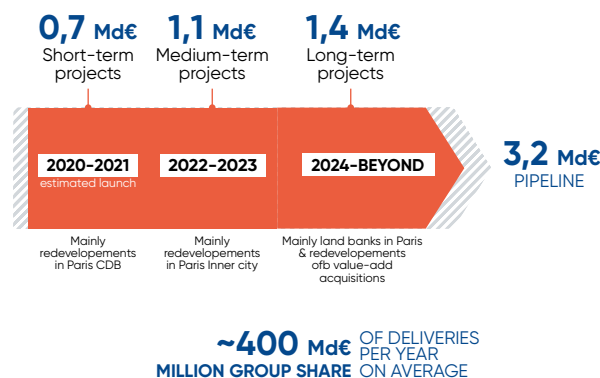 0,7 Md€
Short-term
projects
1,1 Md€
Medium-term
projects
1,4 Md€
Long-term
projects
2020-2021
estimated launch
2022-2023
2024-BEYOND
3,2 Md€
PIPELINE
Mainly
redevelopements
in Paris CDB
Mainly
redevelopements
in Paris Inner city
Mainly land banks in Paris
& redevelopements
ofb value-add
acquisitions
~400 Md€
MILLION GROUP SHARE
OF DELIVERIES
PER YEAR
ON AVERAGE